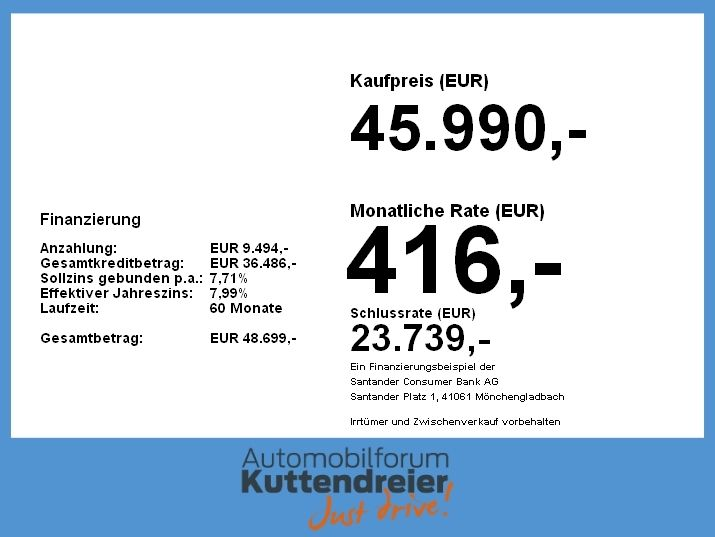 Kaufpreis (EUR)
45.990,-
Finanzierung
Anzahlung: EUR 9.494,-
Gesamtkreditbetrag: EUR 36.486,-
Sollzins gebunden p.a.: 7,71%
Effektiver Jahreszins: 7,99%
Laufzeit: 60 Monate
Gesamtbetrag: EUR 48.699,-
Monatliche Rate (EUR)
416,-
Schlussrate (EUR)
23.739,-
Ein Finanzierungsbeispiel der
Santander Consumer Bank AG
Santander Platz 1, 41061 Mönchengladbach
Irrtümer und Zwischenverkauf vorbehalten
Automobilforum
Kuttendreier
Just drive!